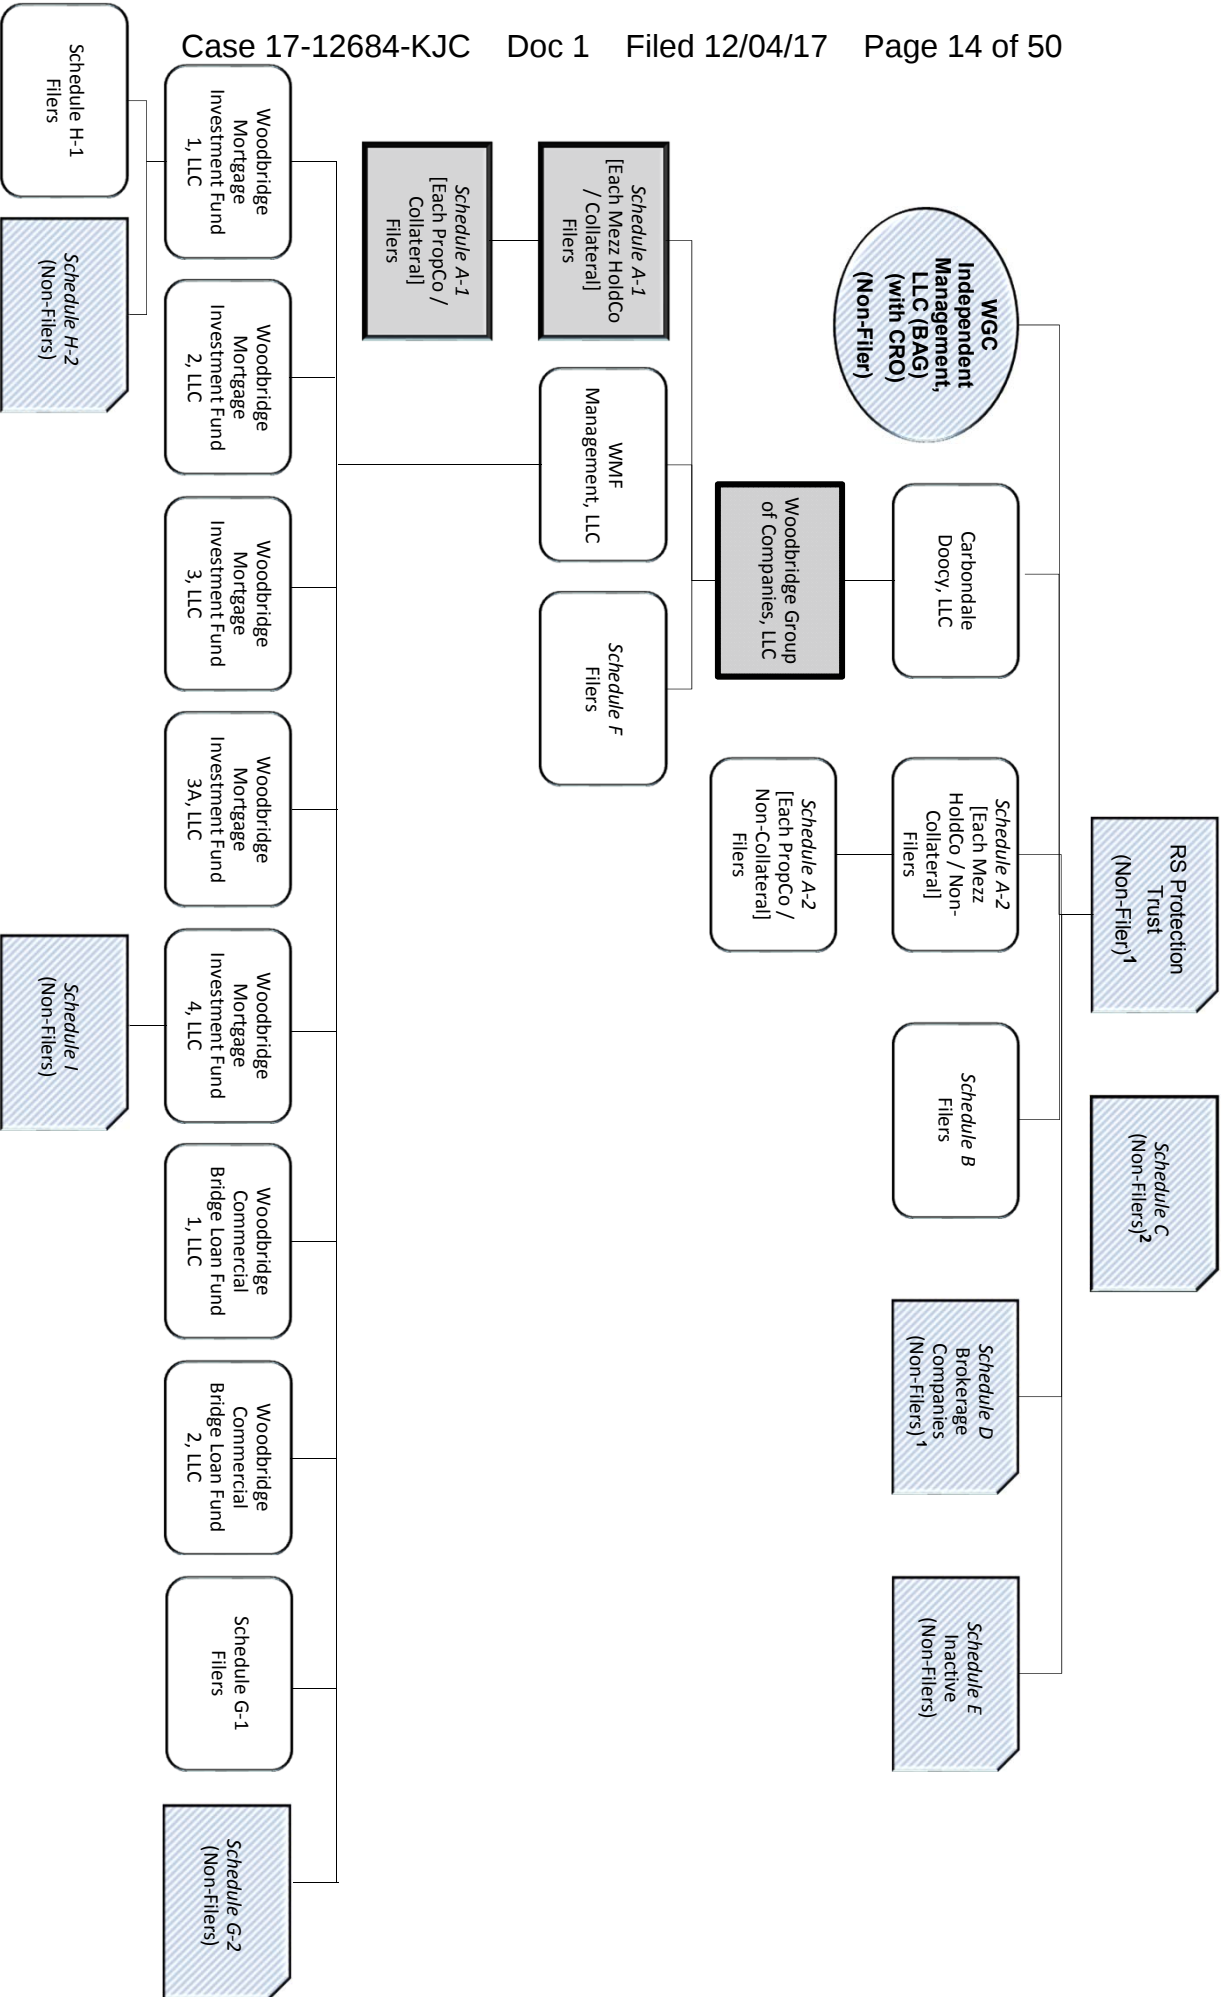 Case 17-12684-KJC Doc 1 Filed 12/04/17 Page 14 of 50
RS Protection
Trust
(Non-Filer)1
Schedule C
(Non-Filers)2
WGC
Independent
Management,
LLC (BAG)
(with CRO)
(Non-Filer)
Carbondale
Doocy, LLC
Schedule A-2
[Each Mezz
HoldCo / Non-
Collateral]
Filers
Schedule B
Filers
Schedule D
Brokerage
Companies
(Non-Filers) 1
Schedule E
Inactive
(Non-Filers)
Woodbridge Group
of Companies, LLC
Schedule A-2
[Each PropCo /
Non-Collateral]
Filers
Schedule A-1
[Each Mezz HoldCo
/ Collateral]
Filers
WMF
Management, LLC
Schedule F
Filers
Schedule A-1
[Each PropCo /
Collateral]
Filers
Woodbridge
Mortgage
Investment Fund
1, LLC
Woodbridge
Mortgage
Investment Fund
2, LLC
Woodbridge
Mortgage
Investment Fund
3, LLC
Woodbridge
Mortgage
Investment Fund
3A, LLC
Woodbridge
Mortgage
Investment Fund
4, LLC
Woodbridge
Commercial
Bridge Loan Fund
1, LLC
Woodbridge
Commercial
Bridge Loan Fund
2, LLC
Schedule G-1
Filers
Schedule G-2
(Non-Filers)
Schedule H-1
Filers
Schedule H-2
(Non-Filers)
Schedule I
(Non-Filers)